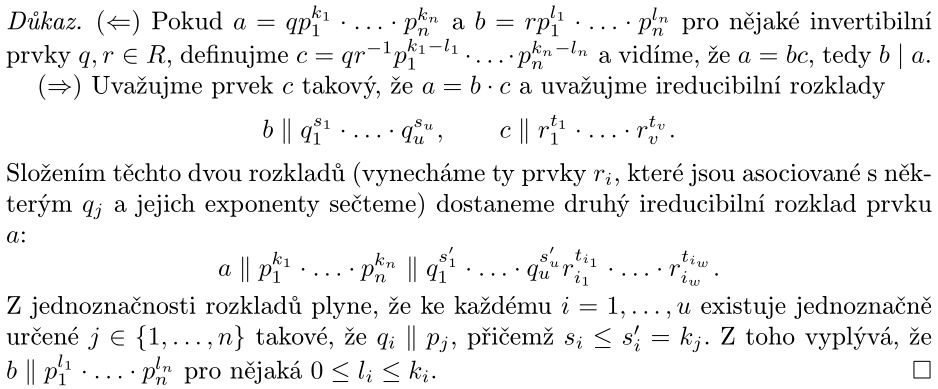 Důkaz. (⇐) Pokud $a = qp_1^{k_1} \cdot \ldots \cdot p_n^{k_n}$ a $b = rp_1^{l_1} \cdot \ldots \cdot p_n^{l_n}$ pro nějaké invertibilní
prvky $q, r \in R$, definujme $c = qr^{-1}p_1^{k_1-l_1} \cdot \ldots \cdot p_n^{k_n-l_n}$ a vidíme, že $a = bc$, tedy $b \mid a$.
(⇒) Uvažujme prvek $c$ takový, že $a = b \cdot c$ a uvažujme ireducibilní rozklady
$b \parallel q_1^{s_1} \cdot \ldots \cdot q_u^{s_u}, \qquad c \parallel r_1^{t_1} \cdot \ldots \cdot r_v^{t_v}.$
Složením těchto dvou rozkladů (vynecháme ty prvky $r_i$, které jsou asociované s něk-
terým $q_j$ a jejich exponenty sečteme) dostaneme druhý ireducibilní rozklad prvku
$a$:
$a \parallel p_1^{k_1} \cdot \ldots \cdot p_n^{k_n} \parallel q_1^{s'_1} \cdot \ldots \cdot q_u^{s'_u} r_{i_1}^{t_{i_1}} \cdot \ldots \cdot r_{i_w}^{t_{i_w}}.$
Z jednoznačnosti rozkladů plyne, že ke každému $i = 1, \ldots, u$ existuje jednoznačně
určené $j \in \{1, \ldots, n\}$ takové, že $q_i \parallel p_j$, přičemž $s_i \leq s'_i = k_j$. Z toho vyplývá, že
$b \parallel p_1^{l_1} \cdot \ldots \cdot p_n^{l_n}$ pro nějaká $0 \leq l_i \leq k_i$. □